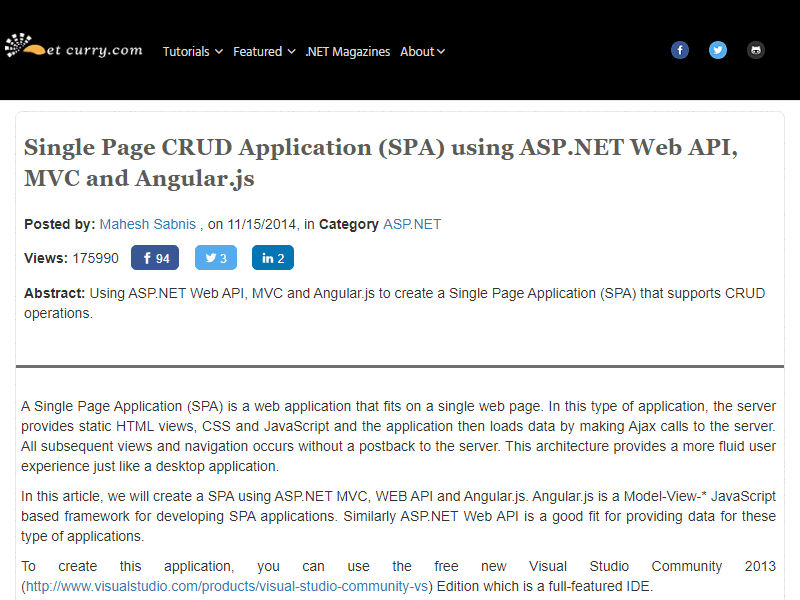 et curry.com
Tutorials Featured .NET Magazines About
Single Page CRUD Application (SPA) using ASP.NET Web API,
MVC and Angular.js
Posted by: Mahesh Sabnis , on 11/15/2014, in Category ASP.NET
Views: 175990 f 94 3 in 2
Abstract: Using ASP.NET Web API, MVC and Angular.js to create a Single Page Application (SPA) that supports CRUD
operations.
A Single Page Application (SPA) is a web application that fits on a single web page. In this type of application, the server
provides static HTML views, CSS and JavaScript and the application then loads data by making Ajax calls to the server.
All subsequent views and navigation occurs without a postback to the server. This architecture provides a more fluid user
experience just like a desktop application.
In this article, we will create a SPA using ASP.NET MVC, WEB API and Angular.js. Angular.js is a Model-View-* JavaScript
based framework for developing SPA applications. Similarly ASP.NET Web API is a good fit for providing data for these
type of applications.
To create this application, you can use the free new Visual Studio Community 2013
(http://www.visualstudio.com/products/visual-studio-community-vs) Edition which is a full-featured IDE.